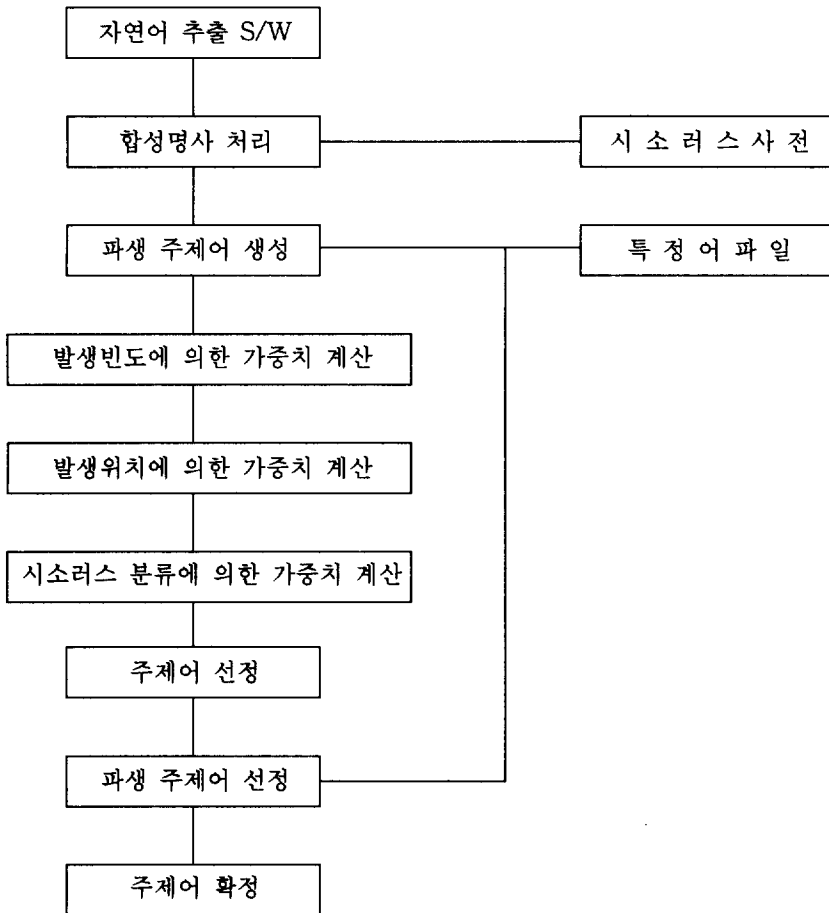 자연어 추출 S/W
합성명사 처리
시 소 러 스 사 전
파생 주제어 생성
특 정 어 파 일
발생빈도에 의한 가중치 계산
발생위치에 의한 가중치 계산
시소러스 분류에 의한 가중치 계산
주제어 선정
파생 주제어 선정
주제어 확정